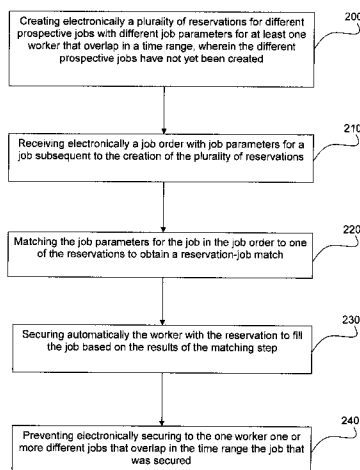 Creating electronically a plurality of reservations for different
prospective jobs with different job parameters for at least one
worker that overlap in a time range, wherein the different
prospective jobs have not yet been created
200
Receiving electronically a job order with job parameters for a
job subsequent to the creation of the plurality of reservations
210
Matching the job parameters for the job in the job order to one
of the reservations to obtain a reservation-job match
220
Securing automatically the worker with the reservation to fill
the job based on the results of the matching step
230
Preventing electronically securing to the one worker one or
more different jobs that overlap in the time range the job that
was secured
240